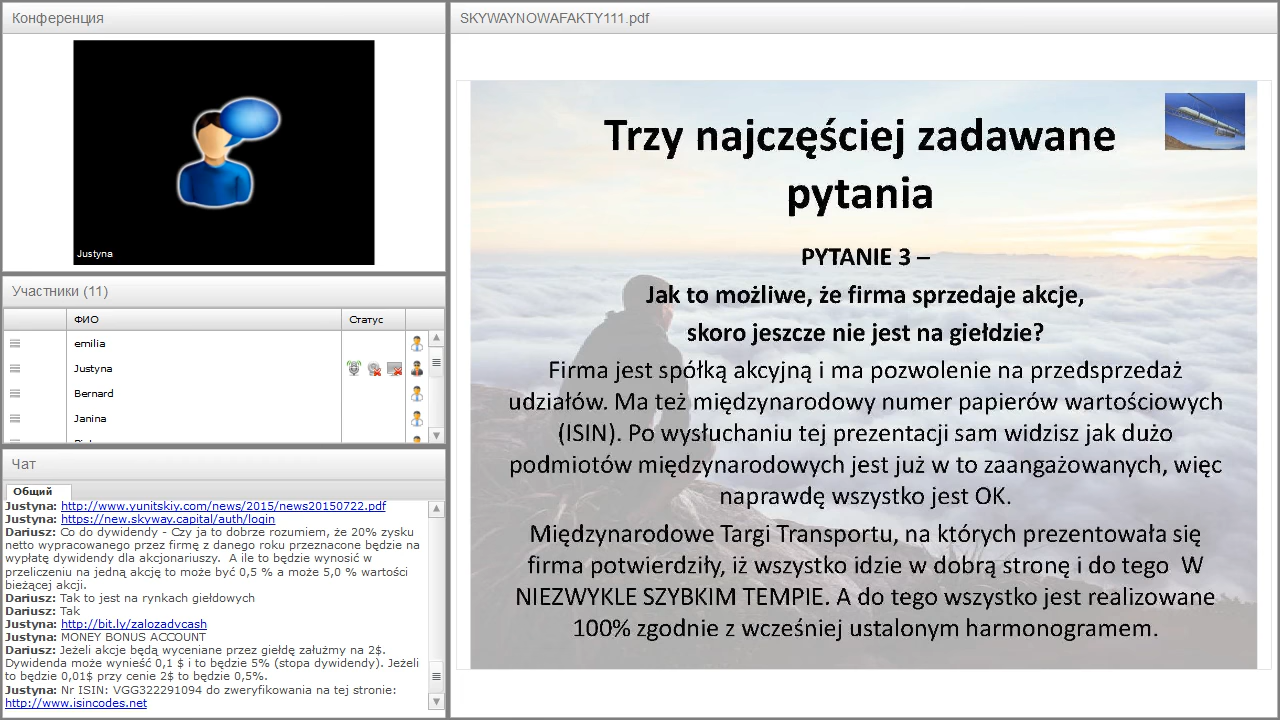 Конференция
Justyna
Участники (11)
ФИО
Статус
emilia
Justyna
Bernard
Janina
Чат
Общий
Justyna: http://www.yunitskiy.com/news/2015/news20150722.pdf
Justyna: https://new.skyway.capital/auth/login
Dariusz: Co do dywidendy - Czy ja to dobrze rozumiem, że 20% zysku
netto wypracowanego przez firmę z danego roku przeznaczone będzie na
wypłatę dywidendy dla akcjonariuszy. A ile to będzie wynosić w
przeliczeniu na jedną akcję to może być 0,5 % a może 5,0 % wartości
bieżącej akcji.
Dariusz: Tak to jest na rynkach giełdowych
Dariusz: Tak
Justyna: http://bit.ly/zalozadvcash
Justyna: MONEY BONUS ACCOUNT
Dariusz: Jeżeli akcje będą wyceniane przez giełdę załużmy na 2$.
Dywidenda może wynieść 0,1 $ i to będzie 5% (stopa dywidendy). Jeżeli
to będzie 0,01$ przy cenie 2$ to będzie 0,5%.
Justyna: Nr ISIN: VGG322291094 do zweryfikowania na tej stronie:
http://www.isincodes.net
SKYWAYNOWAFAKTY111.pdf
Trzy najczęściej zadawane
pytania
PYTANIE 3 –
Jak to możliwe, że firma sprzedaje akcje,
skoro jeszcze nie jest na giełdzie?
Firma jest spółką akcyjną i ma pozwolenie na przedsprzedaż
udziałów. Ma też międzynarodowy numer papierów wartościowych
(ISIN). Po wysłuchaniu tej prezentacji sam widzisz jak dużo
podmiotów międzynarodowych jest już w to zaangażowanych, więc
naprawdę wszystko jest OK.
Międzynarodowe Targi Transportu, na których prezentowała się
firma potwierdziły, iż wszystko idzie w dobrą stronę i do tego W
NIEZWYKLE SZYBKIM TEMPIE. A do tego wszystko jest realizowane
100% zgodnie z wcześniej ustalonym harmonogramem.